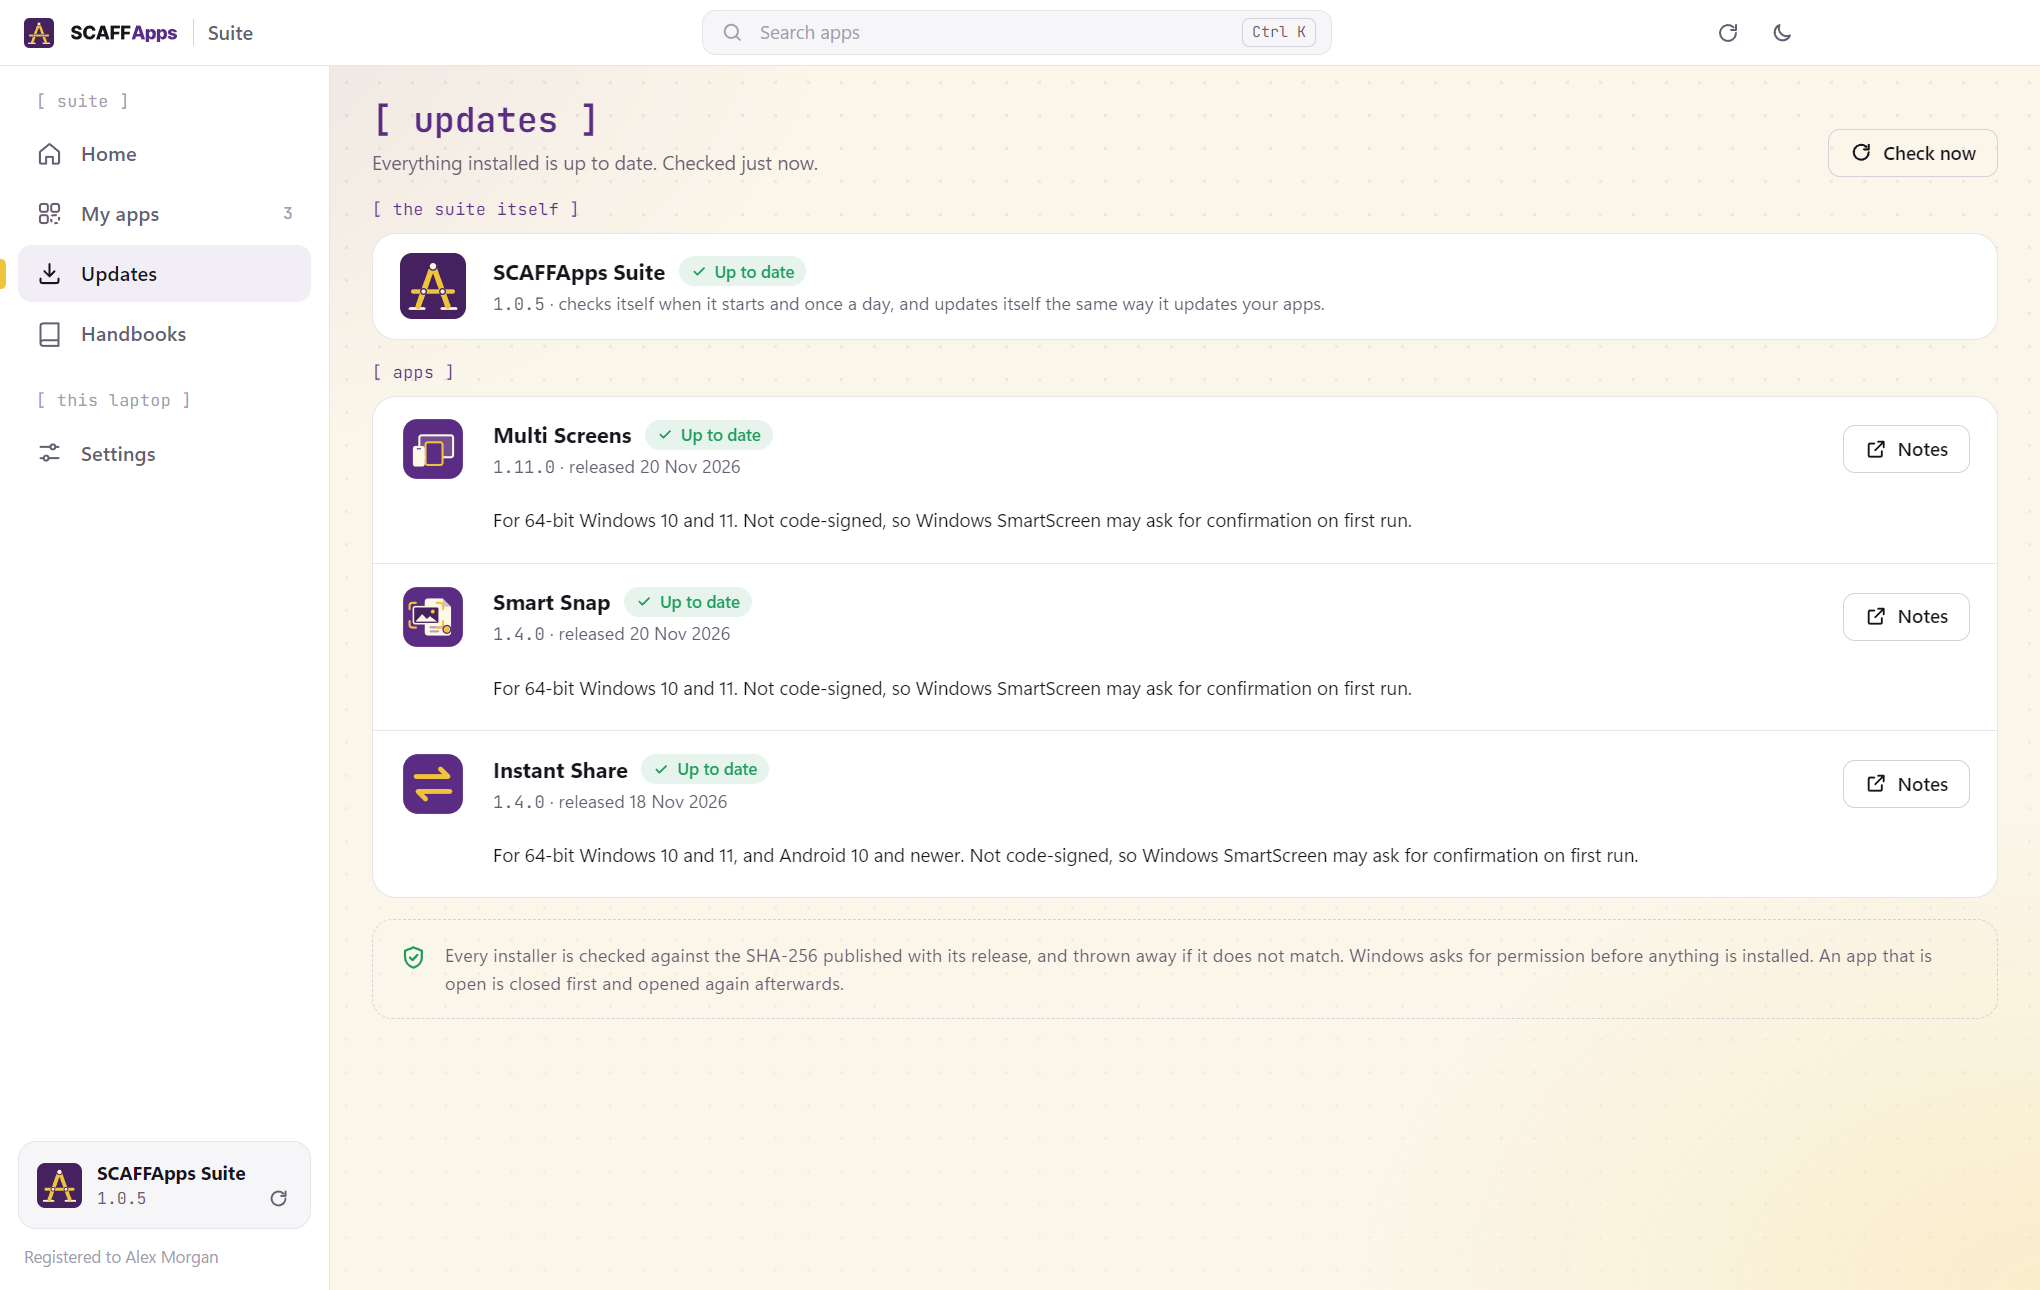 SCAFFApps Suite
Search apps
Ctrl K
[ suite ]
Home
My apps 3
Updates
Handbooks
[ this laptop ]
Settings
SCAFFApps Suite
1.0.5
Registered to Alex Morgan
[ updates ]
Everything installed is up to date. Checked just now.
Check now
[ the suite itself ]
SCAFFApps Suite Up to date
1.0.5 · checks itself when it starts and once a day, and updates itself the same way it updates your apps.
[ apps ]
Multi Screens Up to date
1.11.0 · released 20 Nov 2026
Notes
For 64-bit Windows 10 and 11. Not code-signed, so Windows SmartScreen may ask for confirmation on first run.
Smart Snap Up to date
1.4.0 · released 20 Nov 2026
Notes
For 64-bit Windows 10 and 11. Not code-signed, so Windows SmartScreen may ask for confirmation on first run.
Instant Share Up to date
1.4.0 · released 18 Nov 2026
Notes
For 64-bit Windows 10 and 11, and Android 10 and newer. Not code-signed, so Windows SmartScreen may ask for confirmation on first run.
Every installer is checked against the SHA-256 published with its release, and thrown away if it does not match. Windows asks for permission before anything is installed. An app that is
open is closed first and opened again afterwards.